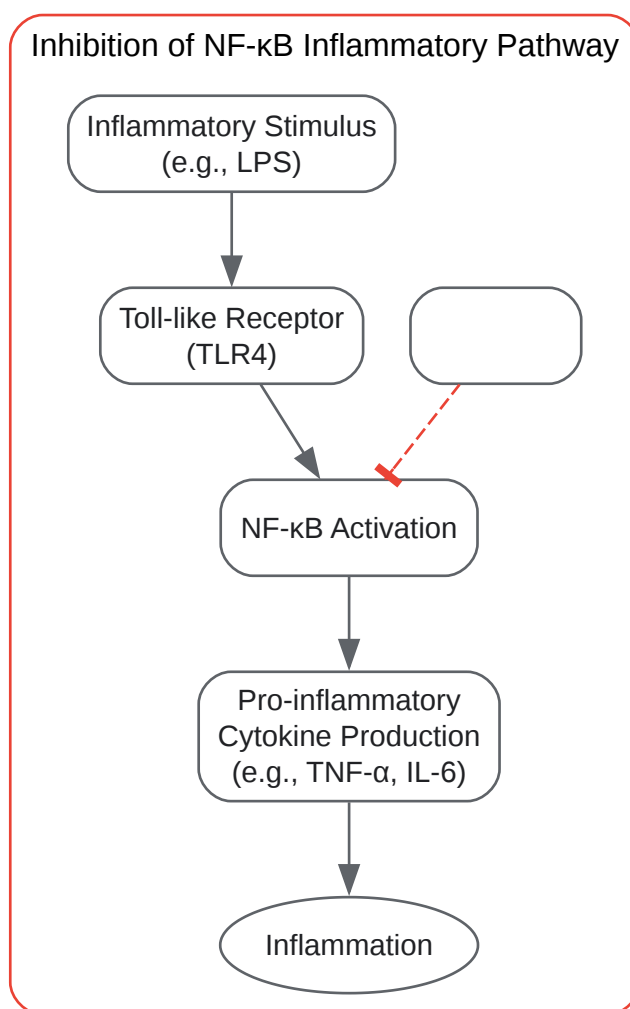 Inhibition of NF-κB Inflammatory Pathway
Inflammatory Stimulus
(e.g., LPS)
Toll-like Receptor
(TLR4)
NF-κB Activation
Pro-inflammatory
Cytokine Production
(e.g., TNF-α, IL-6)
Inflammation